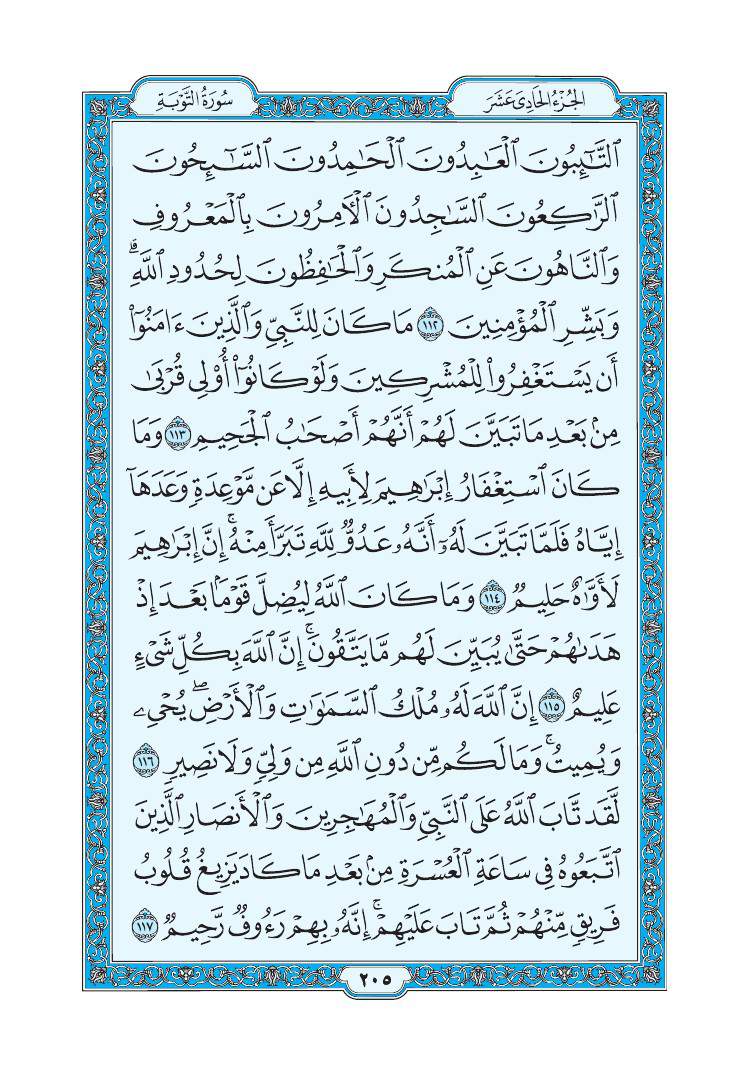 الجُزْءُ الحَادِىَ عَشَرَ
سُورَةُ التَّوْبَةِ
ٱلتَّـٰٓئِبُونَ ٱلْعَـٰبِدُونَ ٱلْحَـٰمِدُونَ ٱلسَّـٰٓئِحُونَ
ٱلرَّٰكِعُونَ ٱلسَّـٰجِدُونَ ٱلْأٓمِرُونَ بِٱلْمَعْرُوفِ
وَٱلنَّاهُونَ عَنِ ٱلْمُنكَرِ وَٱلْحَـٰفِظُونَ لِحُدُودِ ٱللَّهِۗ
وَبَشِّرِ ٱلْمُؤْمِنِينَ ١١٢ مَا كَانَ لِلنَّبِىِّ وَٱلَّذِينَ ءَامَنُوٓا۟
أَن يَسْتَغْفِرُوا۟ لِلْمُشْرِكِينَ وَلَوْ كَانُوٓا۟ أُو۟لِى قُرْبَىٰ
مِنۢ بَعْدِ مَا تَبَيَّنَ لَهُمْ أَنَّهُمْ أَصْحَـٰبُ ٱلْجَحِيمِ ١١٣ وَمَا
كَانَ ٱسْتِغْفَارُ إِبْرَٰهِيمَ لِأَبِيهِ إِلَّا عَن مَّوْعِدَةٍ وَعَدَهَآ
إِيَّاهُ فَلَمَّا تَبَيَّنَ لَهُۥٓ أَنَّهُۥ عَدُوٌّ لِّلَّهِ تَبَرَّأَ مِنْهُۚ إِنَّ إِبْرَٰهِيمَ
لَأَوَّٰهٌ حَلِيمٌ ١١٤ وَمَا كَانَ ٱللَّهُ لِيُضِلَّ قَوْمًۢا بَعْدَ إِذْ
هَدَىٰهُمْ حَتَّىٰ يُبَيِّنَ لَهُم مَّا يَتَّقُونَۚ إِنَّ ٱللَّهَ بِكُلِّ شَىْءٍ
عَلِيمٌ ١١٥ إِنَّ ٱللَّهَ لَهُۥ مُلْكُ ٱلسَّمَـٰوَٰتِ وَٱلْأَرْضِۖ يُحْىِۦ
وَيُمِيتُۚ وَمَا لَكُم مِّن دُونِ ٱللَّهِ مِن وَلِىٍّ وَلَا نَصِيرٍ ١١٦
لَّقَد تَّابَ ٱللَّهُ عَلَى ٱلنَّبِىِّ وَٱلْمُهَـٰجِرِينَ وَٱلْأَنصَارِ ٱلَّذِينَ
ٱتَّبَعُوهُ فِى سَاعَةِ ٱلْعُسْرَةِ مِنۢ بَعْدِ مَا كَادَ يَزِيغُ قُلُوبُ
فَرِيقٍ مِّنْهُمْ ثُمَّ تَابَ عَلَيْهِمْۚ إِنَّهُۥ بِهِمْ رَءُوفٌ رَّحِيمٌ ١١٧
٢٠٥